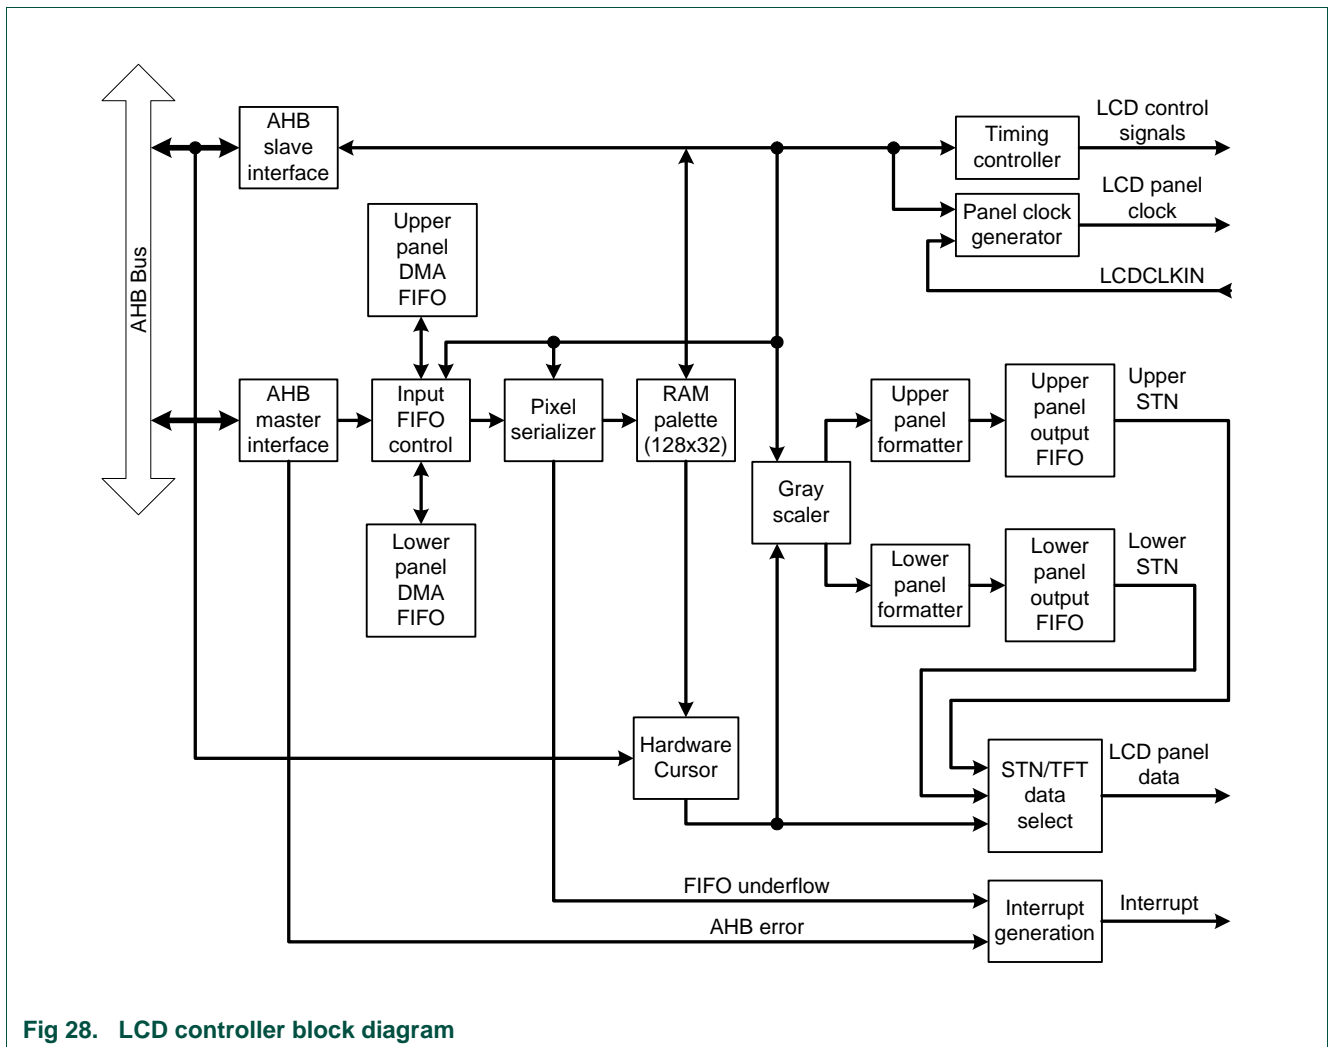 AHB
slave
interface
Timing
controller
LCD control
signals
Upper
panel
DMA
FIFO
Panel clock
generator
LCD panel
clock
LCDCLKIN
AHB Bus
AHB
master
interface
Input
FIFO
control
Pixel
serializer
RAM
palette
(128x32)
Upper
panel
formatter
Upper
panel
output
FIFO
Upper
STN
Gray
scaler
Lower
panel
DMA
FIFO
Lower
panel
formatter
Lower
panel
output
FIFO
Lower
STN
Hardware
Cursor
STN/TFT
data
select
LCD panel
data
FIFO underflow
AHB error
Interrupt
generation
Interrupt
Fig 28. LCD controller block diagram